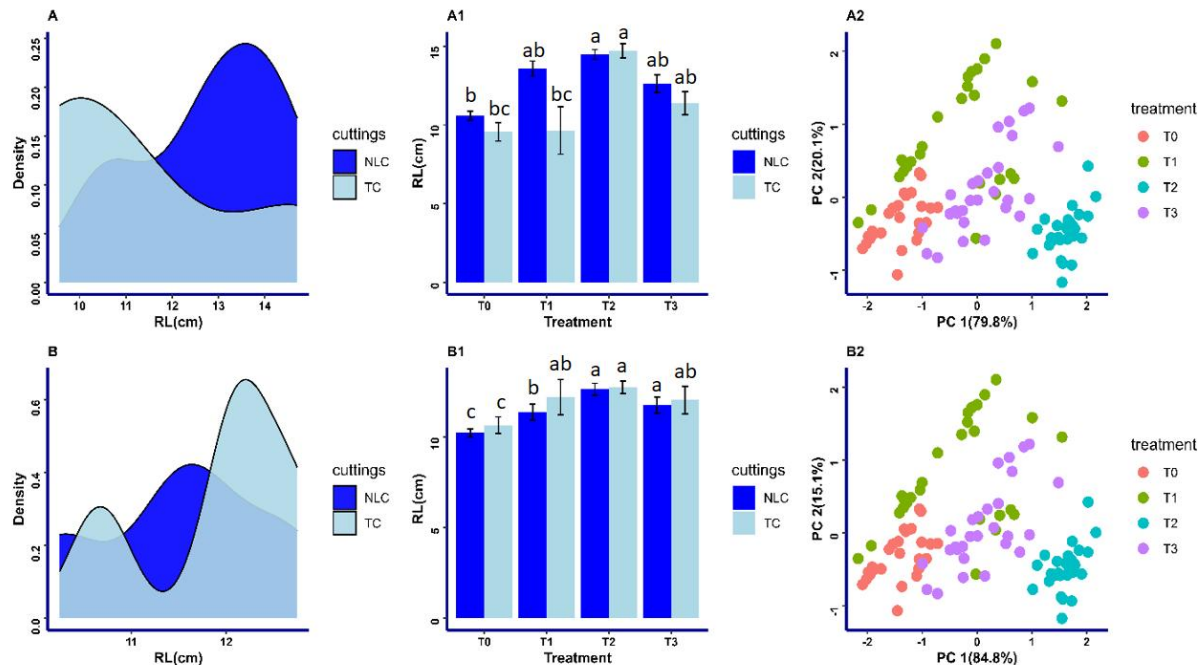 A
Density
0.25
0.20
0.15
0.10
0.05
0.00
10 11 12 13 14
RL(cm)
cuttings
NLC
TC
A1
RL(cm)
15
10
5
0
b bc ab bc a a ab ab
T0 T1 T2 T3
Treatment
cuttings
NLC
TC
A2
PC 2(20.1%)
2
1
0
-1
-2 -1 0 1 2
PC 1(79.8%)
treatment
T0
T1
T2
T3
B
Density
0.6
0.4
0.2
0.0
11 12
RL(cm)
cuttings
NLC
TC
B1
RL(cm)
10
5
0
c c b ab a a a ab
T0 T1 T2 T3
Treatment
cuttings
NLC
TC
B2
PC 2(15.1%)
2
1
0
-1
-2 -1 0 1 2
PC 1(84.8%)
treatment
T0
T1
T2
T3